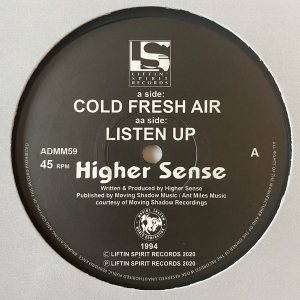 LS
LIFTIN'
SPIRIT RECORDS
a side:
COLD FRESH AIR
aa side:
LISTEN UP
ADMM59
45 RPM
A
Higher Sense
Written & Produced by Higher Sense
Published by Moving Shadow Music / Ant Miles Music
courtesy of Moving Shadow Recordings
1994
Ⓒ LIFTIN SPIRIT RECORDS 2020
Ⓟ LIFTIN SPIRIT RECORDS 2020